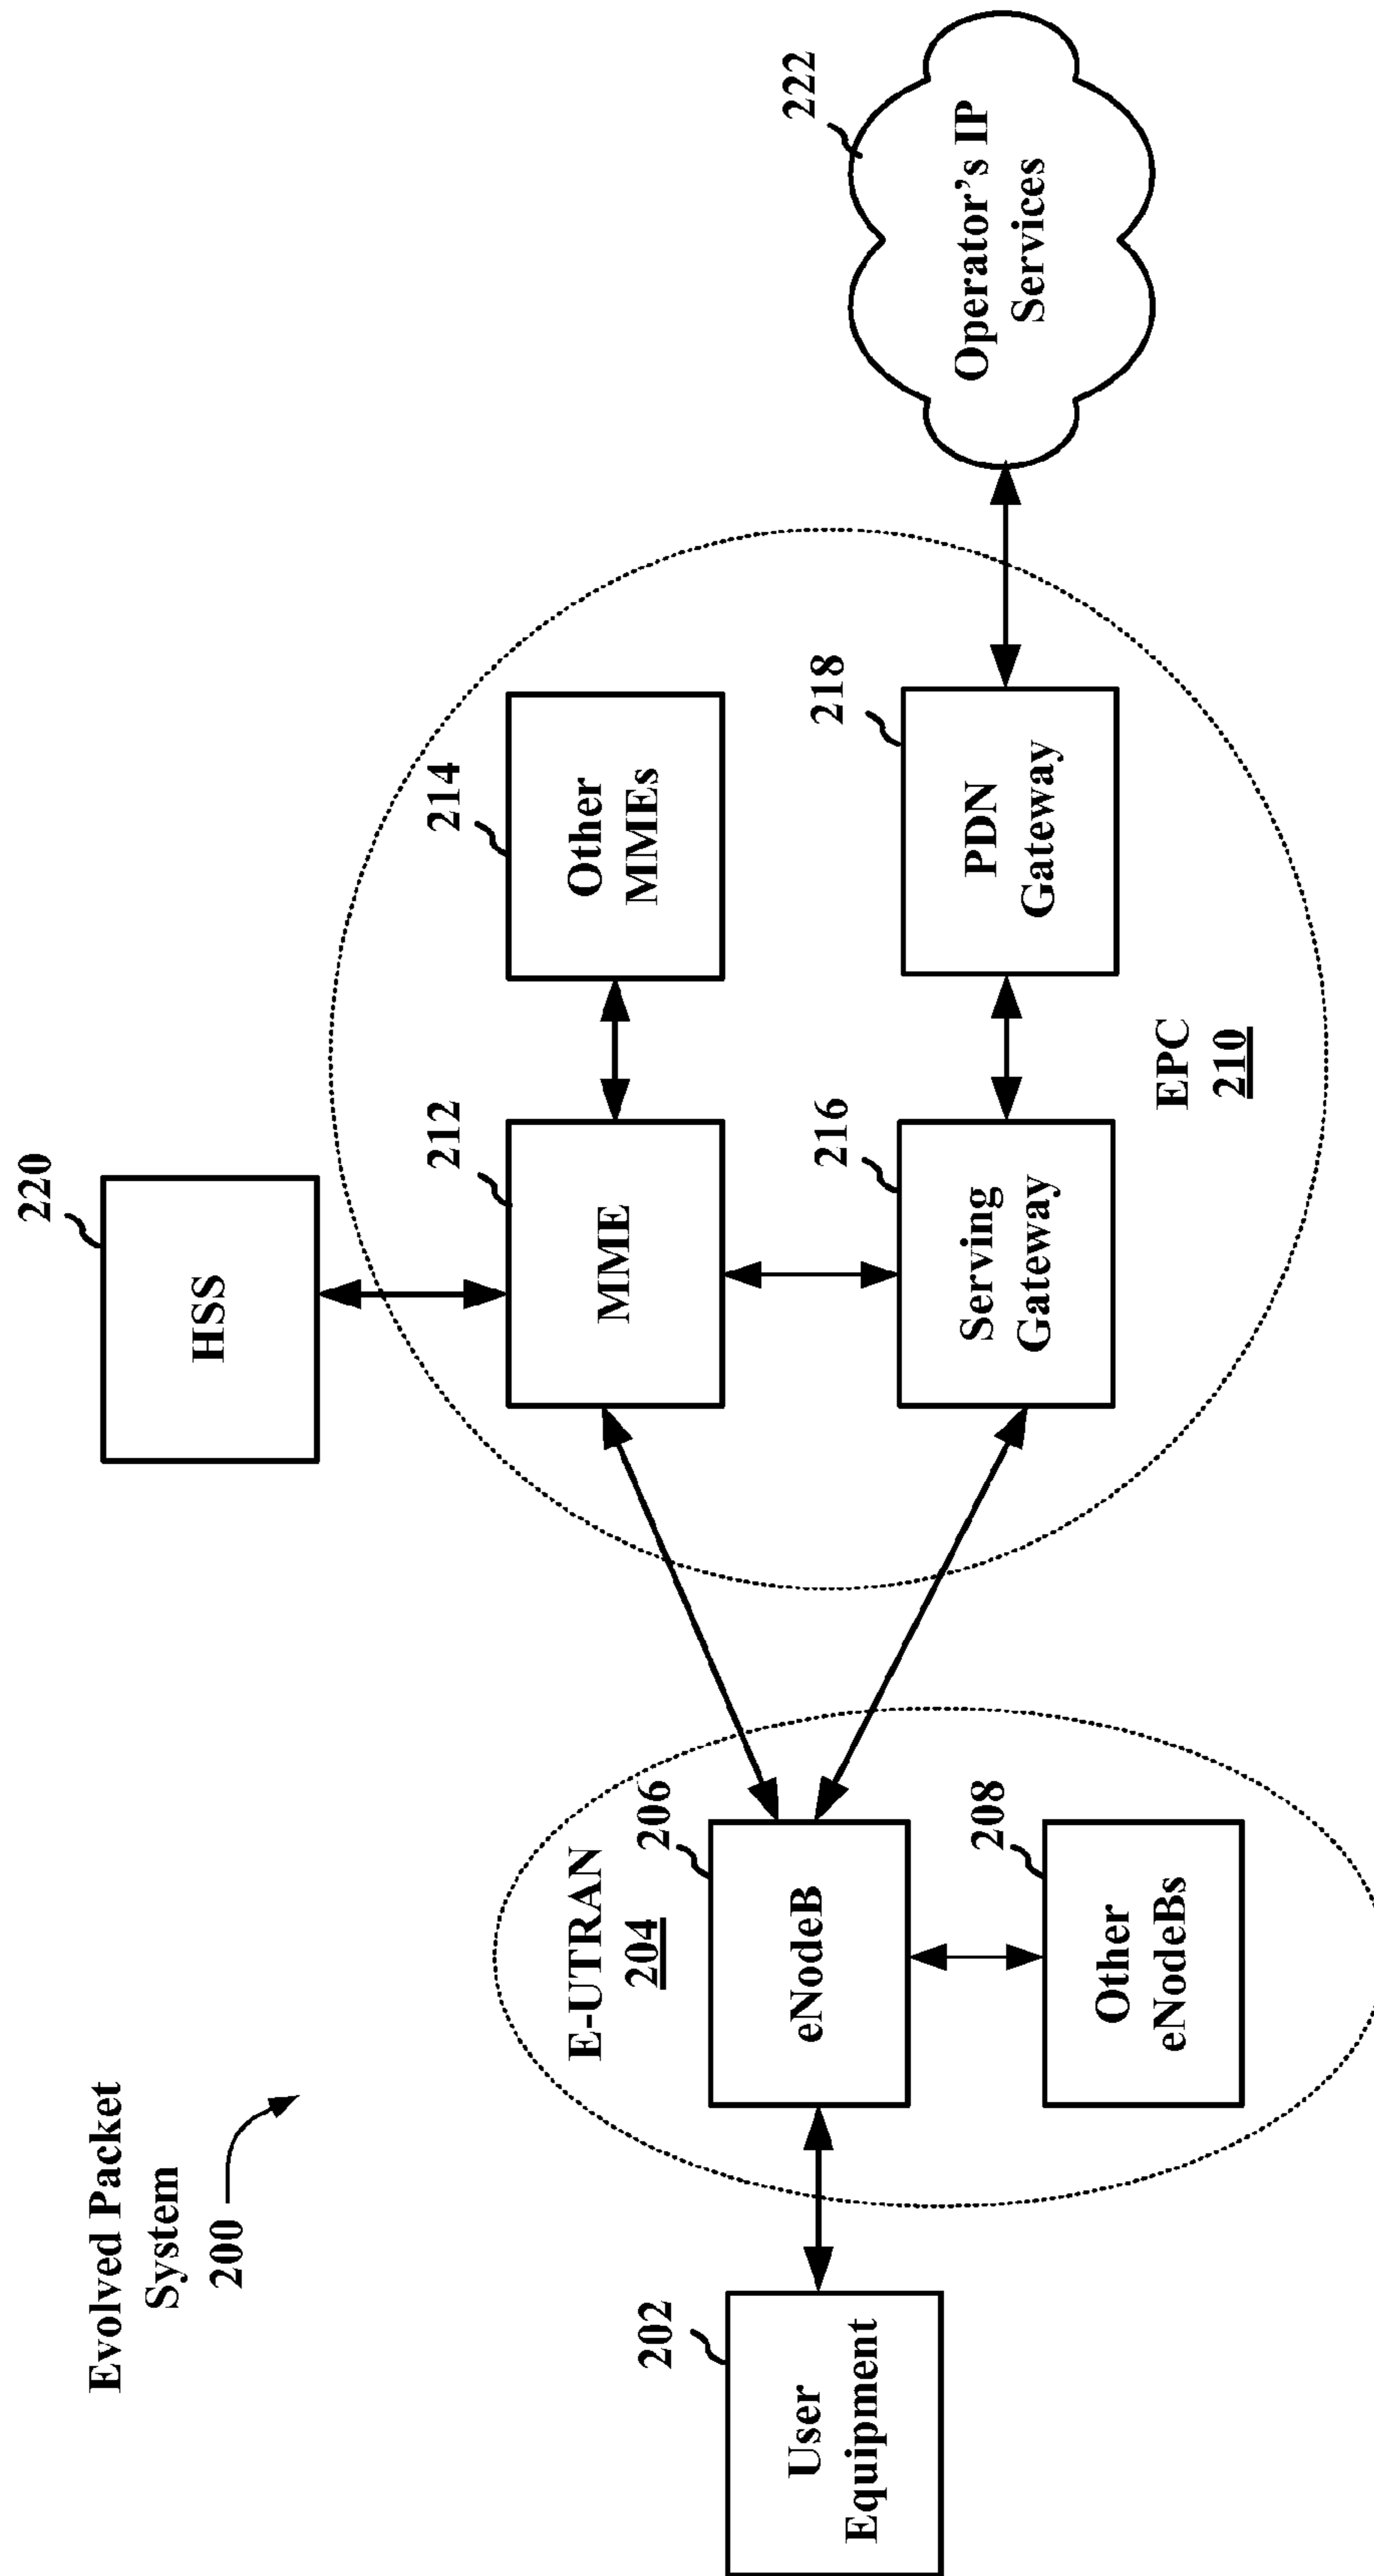 Evolved Packet
System
200
220
HSS
E-UTRAN
204
202
User
Equipment
206
eNodeB
208
Other
eNodeBs
212
MME
214
Other
MMEs
216
Serving
Gateway
218
PDN
Gateway
EPC
210
222
Operator's IP
Services